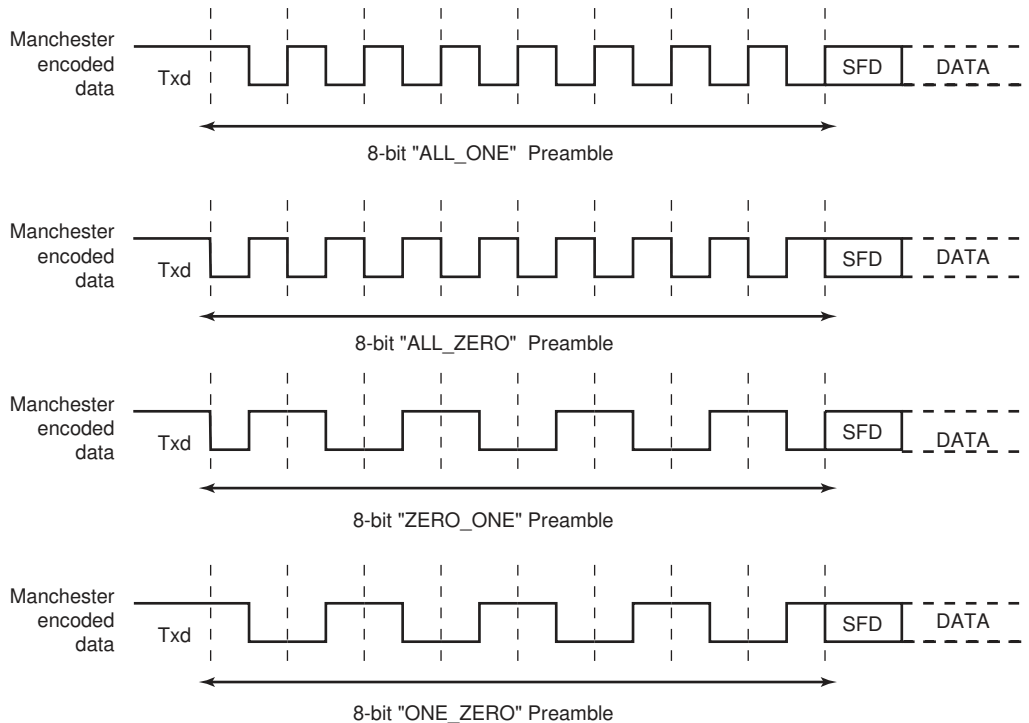 Manchester
encoded
data
Txd
SFD
DATA
8-bit "ALL_ONE" Preamble
Manchester
encoded
data
Txd
SFD
DATA
8-bit "ALL_ZERO" Preamble
Manchester
encoded
data
Txd
SFD
DATA
8-bit "ZERO_ONE" Preamble
Manchester
encoded
data
Txd
SFD
DATA
8-bit "ONE_ZERO" Preamble